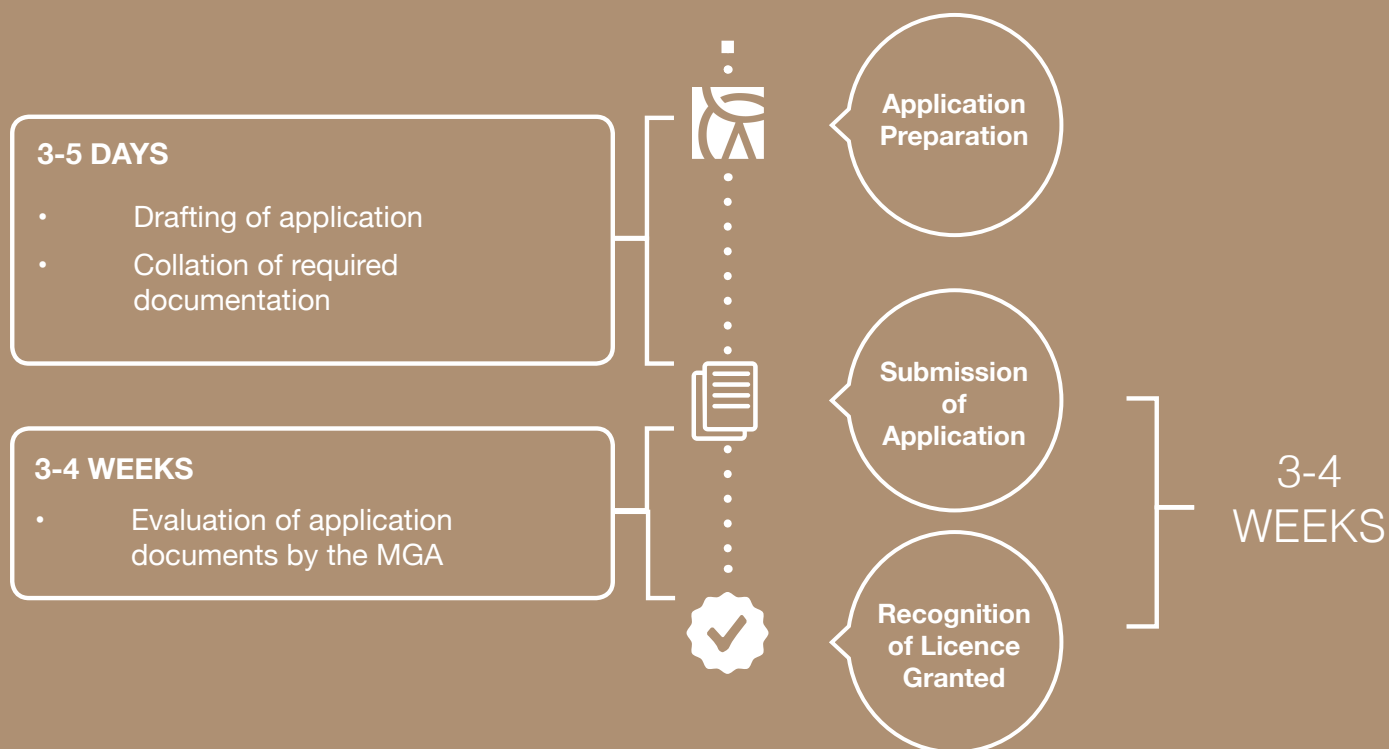 Application
Preparation
3-5 DAYS
• Drafting of application
• Collation of required
documentation
Submission
of
Application
3-4 WEEKS
• Evaluation of application
documents by the MGA
3-4
WEEKS
Recognition
of Licence
Granted